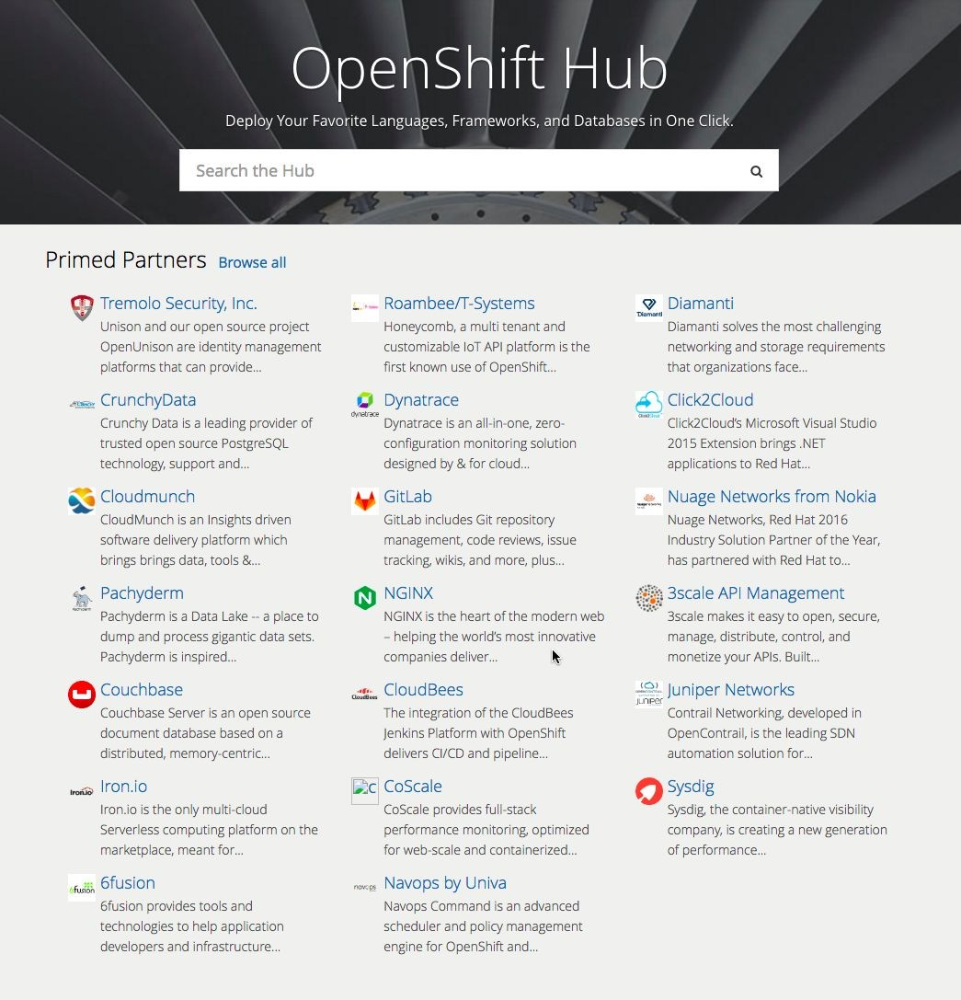 OpenShift Hub
Deploy Your Favorite Languages, Frameworks, and Databases in One Click.
Search the Hub
Primed Partners Browse all
Tremolo Security, Inc.
Unison and our open source project
OpenUnison are identity management
platforms that can provide...
Roambee/T-Systems
Honeycomb, a multi tenant and
customizable IoT API platform is the
first known use of OpenShift...
Diamanti
Diamanti
Diamanti solves the most challenging
networking and storage requirements
that organizations face...
CrunchyData
Crunchy Data is a leading provider of
trusted open source PostgreSQL
technology, support and...
dynatrace
Dynatrace
Dynatrace is an all-in-one, zero-
configuration monitoring solution
designed by & for cloud...
Click2Cloud
Click2Cloud
Click2Cloud's Microsoft Visual Studio
2015 Extension brings .NET
applications to Red Hat...
Cloudmunch
CloudMunch is an Insights driven
software delivery platform which
brings brings data, tools &...
GitLab
GitLab includes Git repository
management, code reviews, issue
tracking, wikis, and more, plus...
Nuage Networks from Nokia
Nuage Networks, Red Hat 2016
Industry Solution Partner of the Year,
has partnered with Red Hat to...
Pachyderm
Pachyderm
Pachyderm is a Data Lake -- a place to
dump and process gigantic data sets.
Pachyderm is inspired...
N
NGINX
NGINX is the heart of the modern web
– helping the world's most innovative
companies deliver...
3scale API Management
3scale makes it easy to open, secure,
manage, distribute, control, and
monetize your APIs. Built...
Couchbase
Couchbase Server is an open source
document database based on a
distributed, memory-centric...
CloudBees
CloudBees
The integration of the CloudBees
Jenkins Platform with OpenShift
delivers CI/CD and pipeline...
JUNIPER
Juniper Networks
Contrail Networking, developed in
OpenContrail, is the leading SDN
automation solution for...
Iron.io
Iron.io
Iron.io is the only multi-cloud
Serverless computing platform on the
marketplace, meant for...
C
CoScale
CoScale provides full-stack
performance monitoring, optimized
for web-scale and containerized...
Sysdig
Sysdig, the container-native visibility
company, is creating a new generation
of performance...
6fusion
6fusion
6fusion provides tools and
technologies to help application
developers and infrastructure...
navops
Navops by Univa
Navops Command is an advanced
scheduler and policy management
engine for OpenShift and...